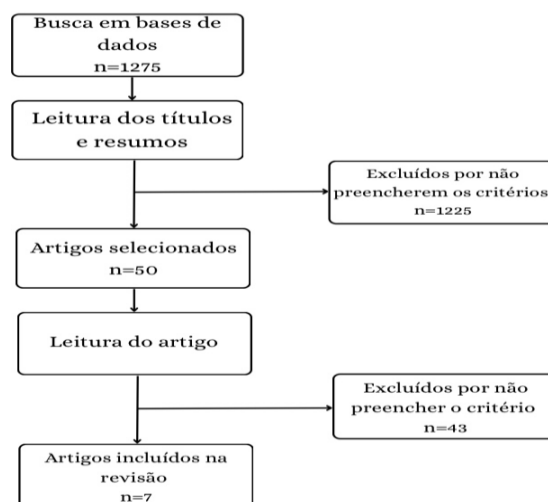 Busca em bases de
dados
n=1275
Leitura dos títulos
e resumos
Excluídos por não
preencherem os critérios
n=1225
Artigos selecionados
n=50
Leitura do artigo
Excluídos por não
preencher o critério
n=43
Artigos incluídos na
revisão
n=7